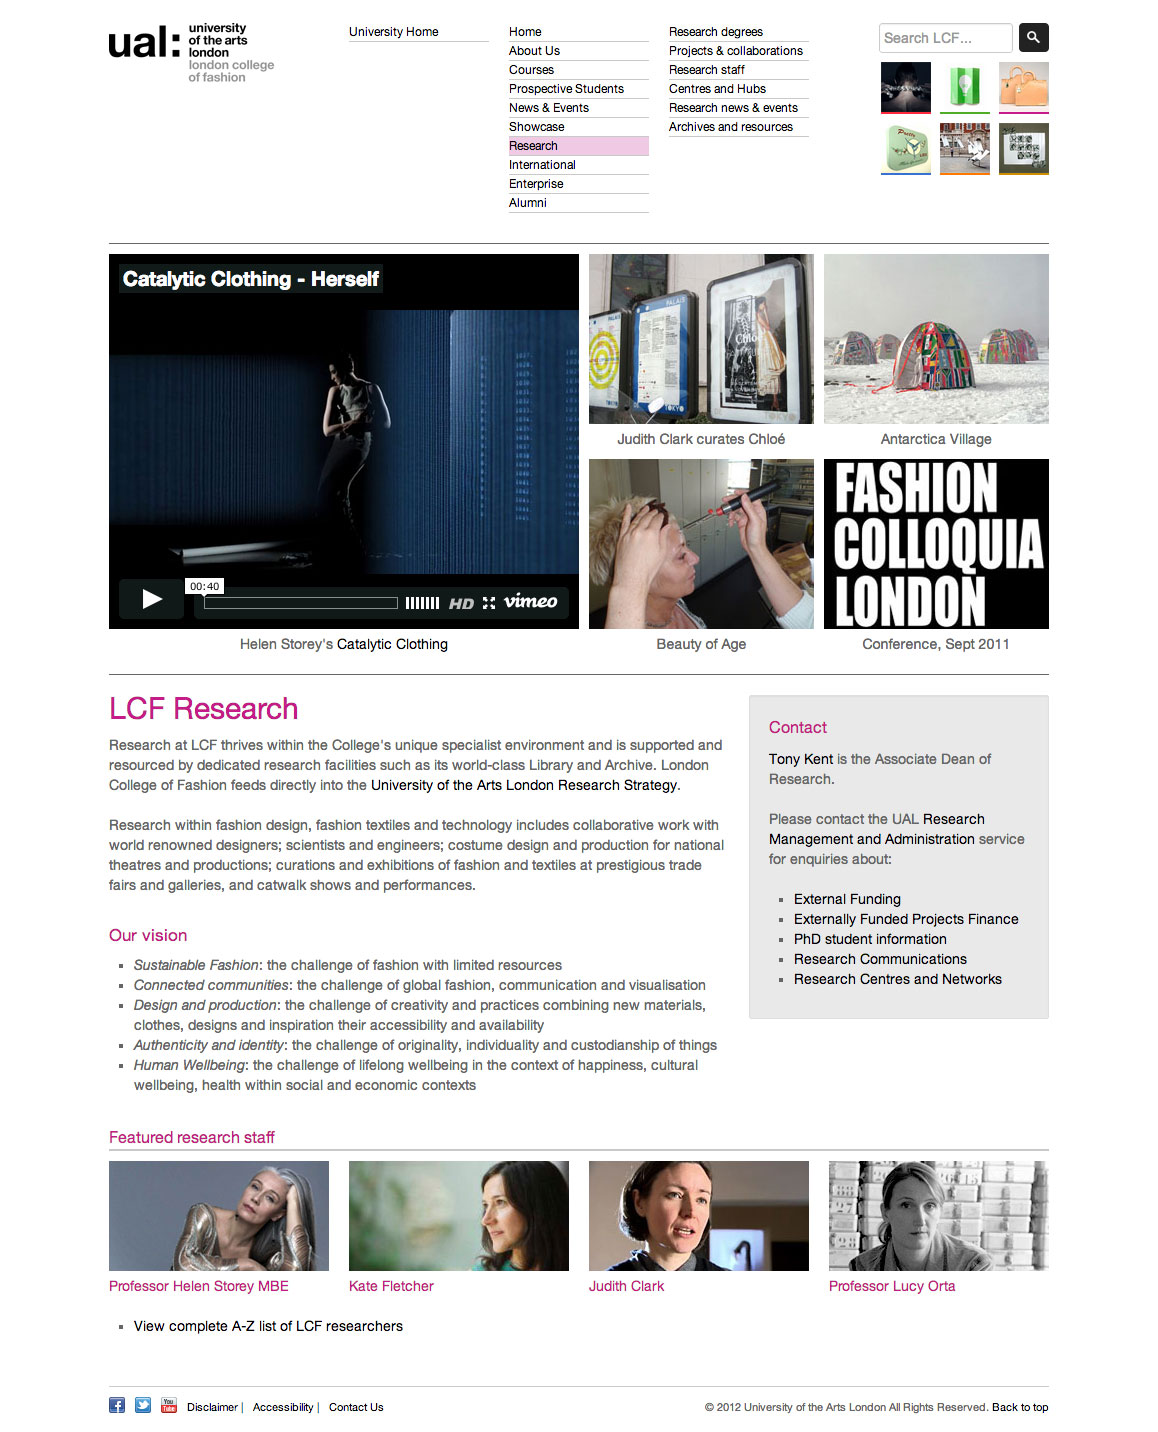 ual:
university
of the arts
london
london college
of fashion
University Home
Home
About Us
Courses
Prospective Students
News & Events
Showcase
Research
International
Enterprise
Alumni
Research degrees
Projects & collaborations
Research staff
Centres and Hubs
Research news & events
Archives and resources
Search LCF...
Catalytic Clothing - Herself
00:40
HD
vimeo
Helen Storey's Catalytic Clothing
PALAIS
PALAIS
Chloé
TOKYO
TOKYO
Judith Clark curates Chloé
Antarctica Village
Beauty of Age
FASHION
COLLOQUIA
LONDON
Conference, Sept 2011
LCF Research
Research at LCF thrives within the College's unique specialist environment and is supported and
resourced by dedicated research facilities such as its world-class Library and Archive. London
College of Fashion feeds directly into the University of the Arts London Research Strategy.
Research within fashion design, fashion textiles and technology includes collaborative work with
world renowned designers; scientists and engineers; costume design and production for national
theatres and productions; curations and exhibitions of fashion and textiles at prestigious trade
fairs and galleries, and catwalk shows and performances.
Our vision
Sustainable Fashion: the challenge of fashion with limited resources
Connected communities: the challenge of global fashion, communication and visualisation
Design and production: the challenge of creativity and practices combining new materials,
clothes, designs and inspiration their accessibility and availability
Authenticity and identity: the challenge of originality, individuality and custodianship of things
Human Wellbeing: the challenge of lifelong wellbeing in the context of happiness, cultural
wellbeing, health within social and economic contexts
Contact
Tony Kent is the Associate Dean of
Research.
Please contact the UAL Research
Management and Administration service
for enquiries about:
External Funding
Externally Funded Projects Finance
PhD student information
Research Communications
Research Centres and Networks
Featured research staff
Professor Helen Storey MBE
Kate Fletcher
Judith Clark
Professor Lucy Orta
View complete A-Z list of LCF researchers
You
Tube
Disclaimer | Accessibility | Contact Us
© 2012 University of the Arts London All Rights Reserved. Back to top